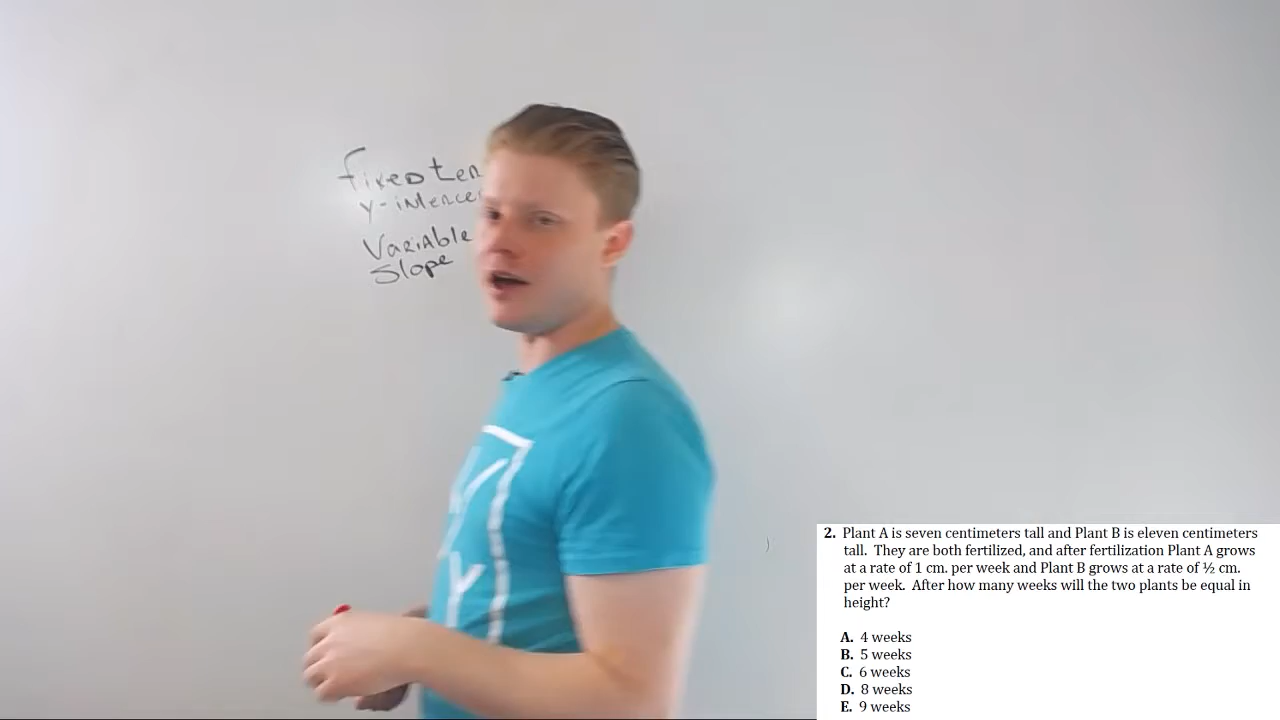 fixed ter
y-interce
Variable
Slope
2. Plant A is seven centimeters tall and Plant B is eleven centimeters
tall. They are both fertilized, and after fertilization Plant A grows
at a rate of 1 cm. per week and Plant B grows at a rate of ½ cm.
per week. After how many weeks will the two plants be equal in
height?
A. 4 weeks
B. 5 weeks
C. 6 weeks
D. 8 weeks
E. 9 weeks